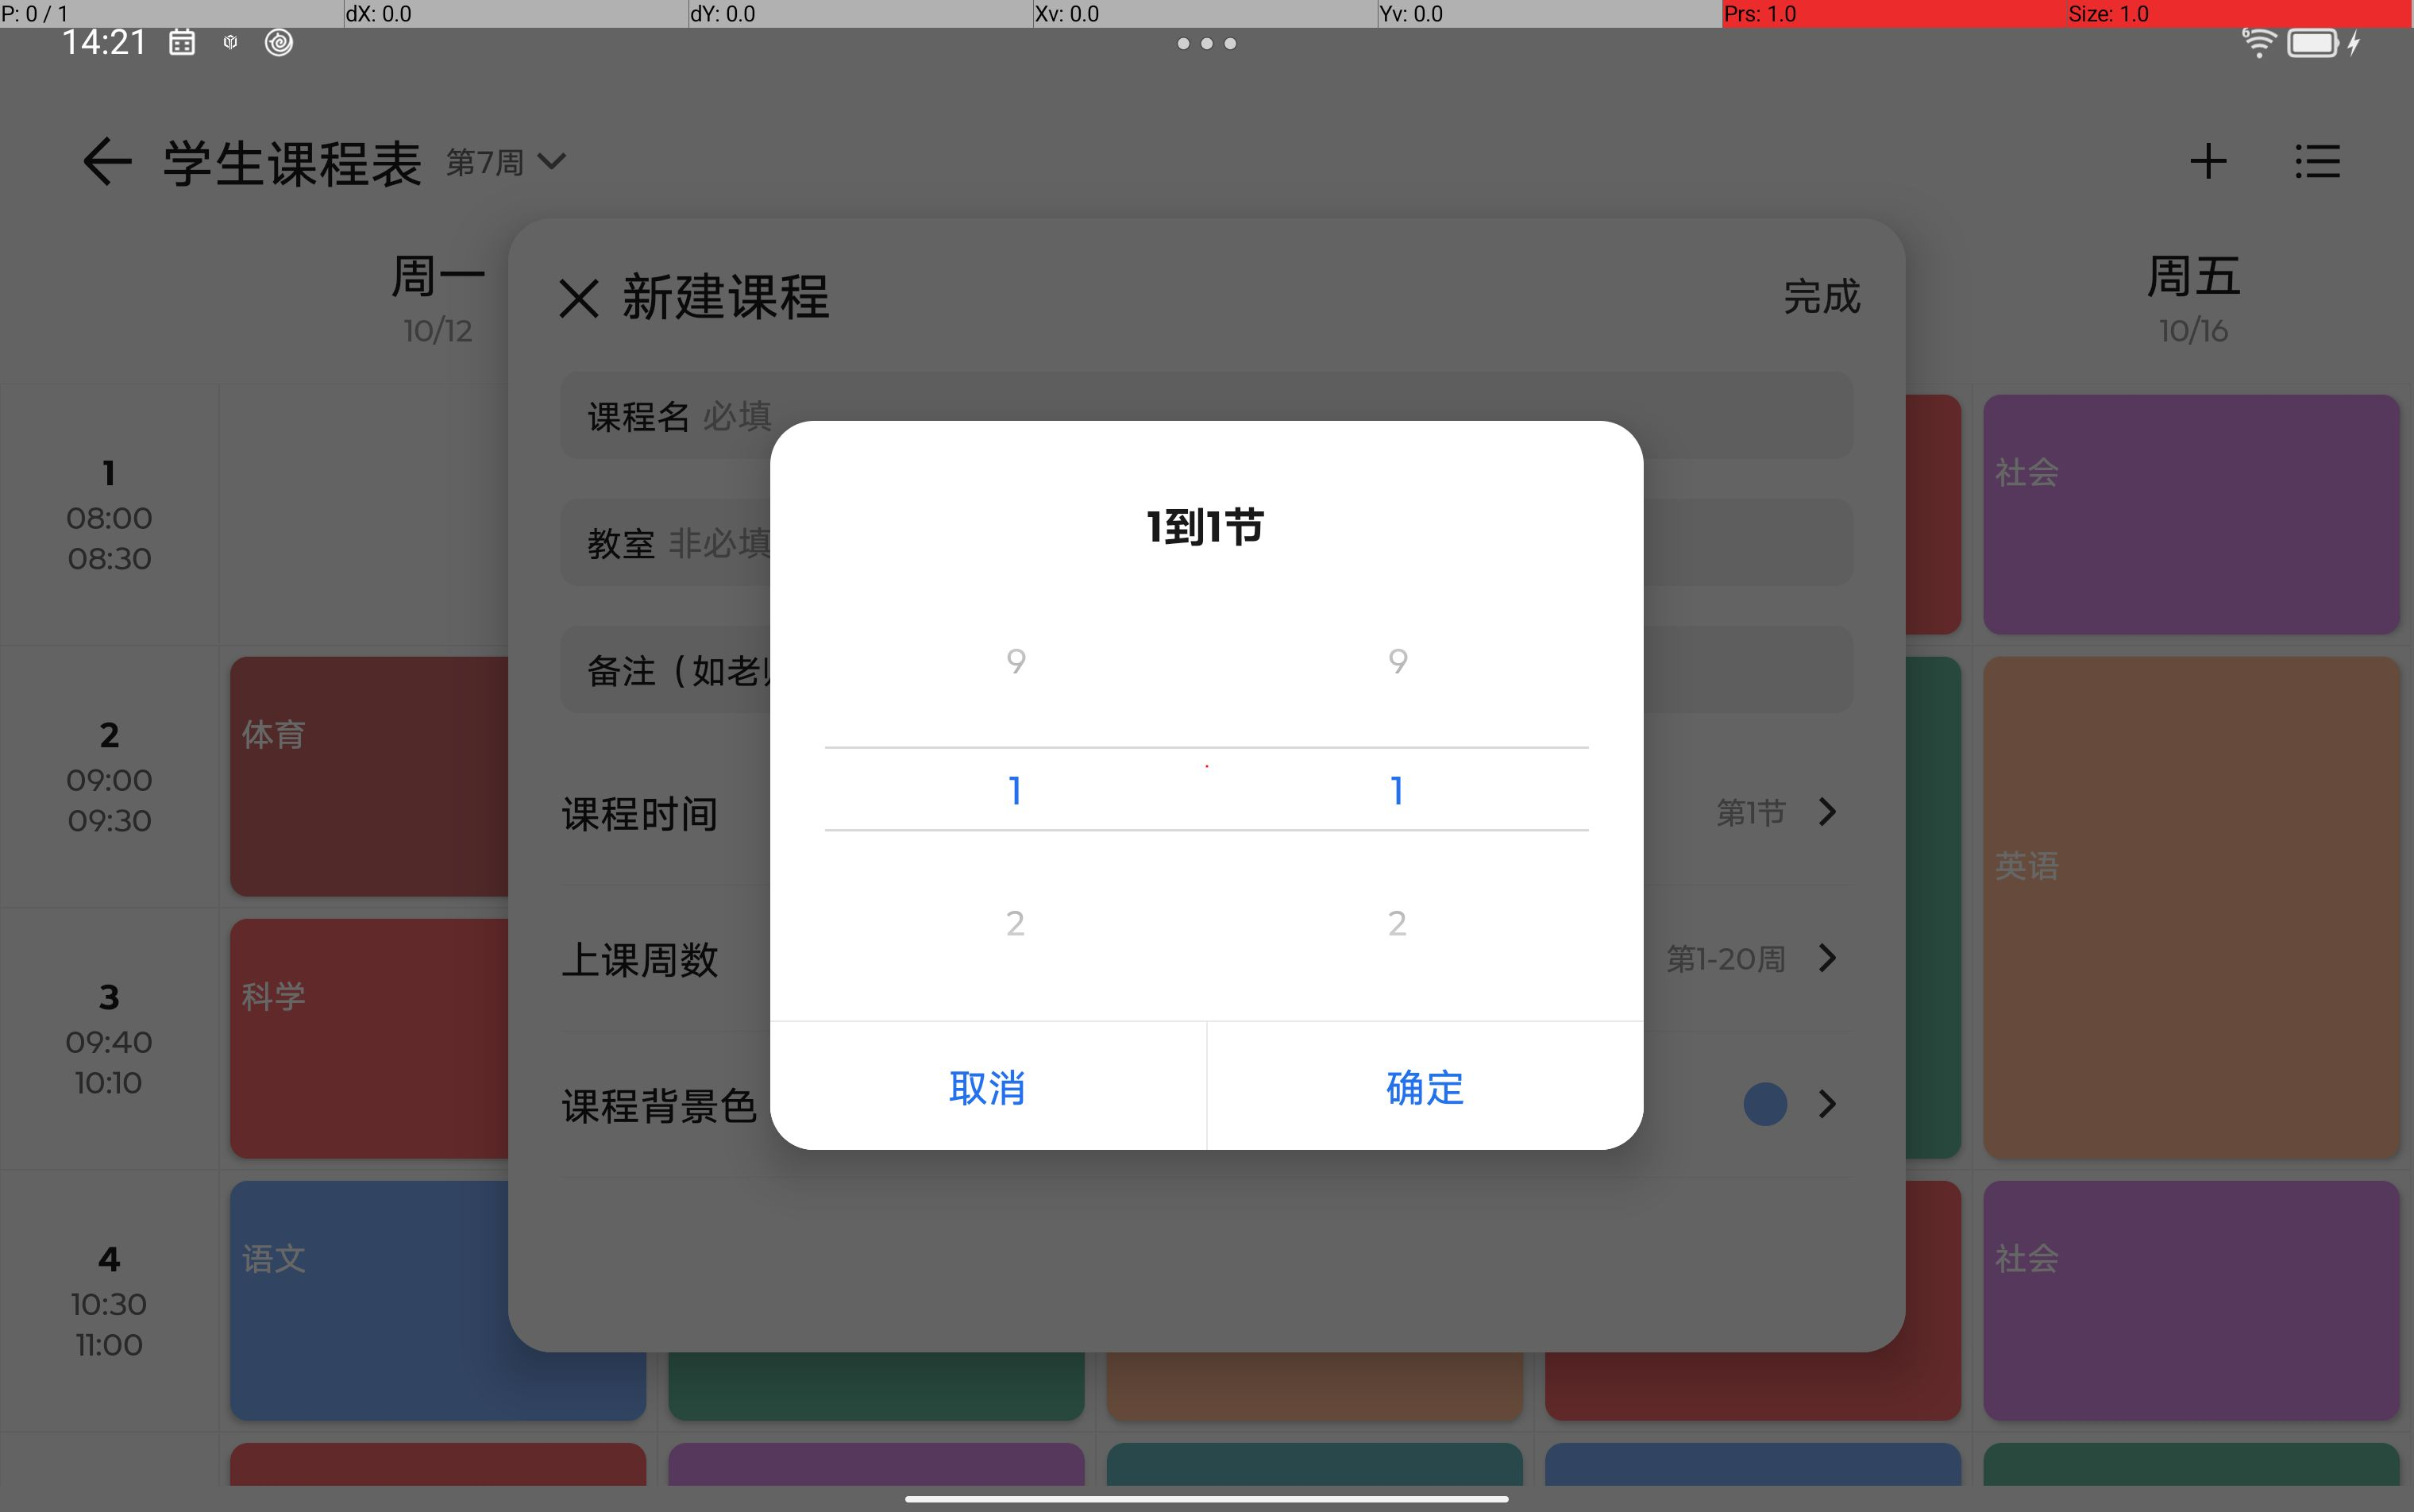 P: 0 / 1 dX: 0.0 dY: 0.0 Xv: 0.0 Yv: 0.0 Prs: 1.0 Size: 1.0
14:21
学生课程表 第7周
周一 周五
10/12 10/16
新建课程 完成
课程名 必填
教室 非必填
备注（如老
课程时间 第1节
上课周数 第1-20周
课程背景色
1到1节
9 9
1 1
2 2
取消 确定
1
08:00
08:30
社会
2
09:00
09:30
体育
英语
3
09:40
10:10
科学
4
10:30
11:00
语文
社会